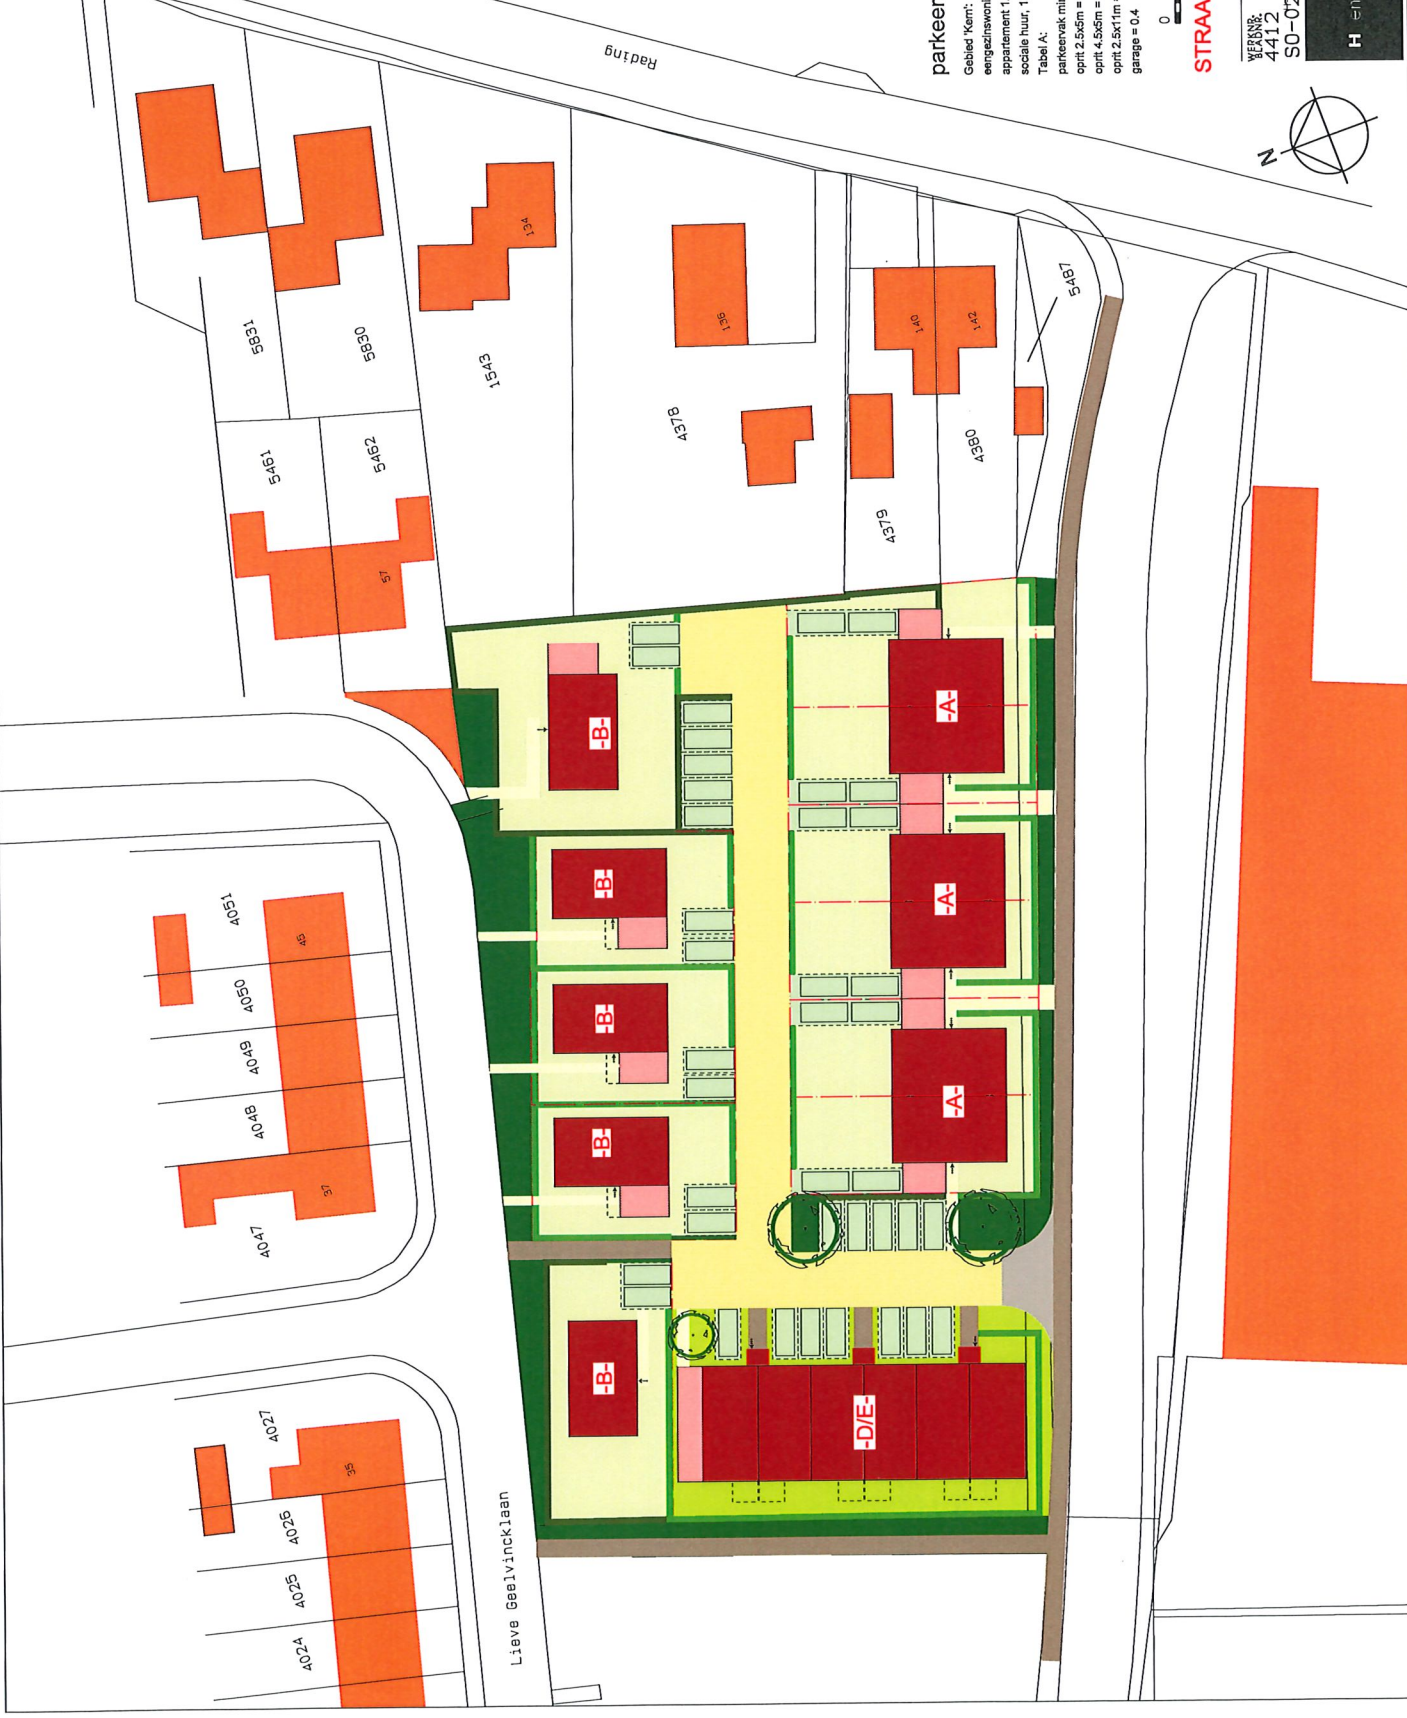 Rading
parkeer
Gebied 'Kern':
eengezinswoni
appartement 1.
sociale huur, 1
Tabel A:
parkeervak mi
oprit 2.5x5m =
oprit 4.5x5m =
oprit 2.5x11m =
garage = 0.4
0
STRAA
WERKNR.
BLADNR.
4412
H en
N
5831
5830
134
1543
136
4378
140
142
5487
4380
4379
5461
5462
57
-B-
-B-
-B-
-B-
-B-
-A-
-A-
-A-
-D/E-
4051
45
4050
4049
4048
37
4047
4027
35
4026
4025
4024
Lieve Geelvincklaan